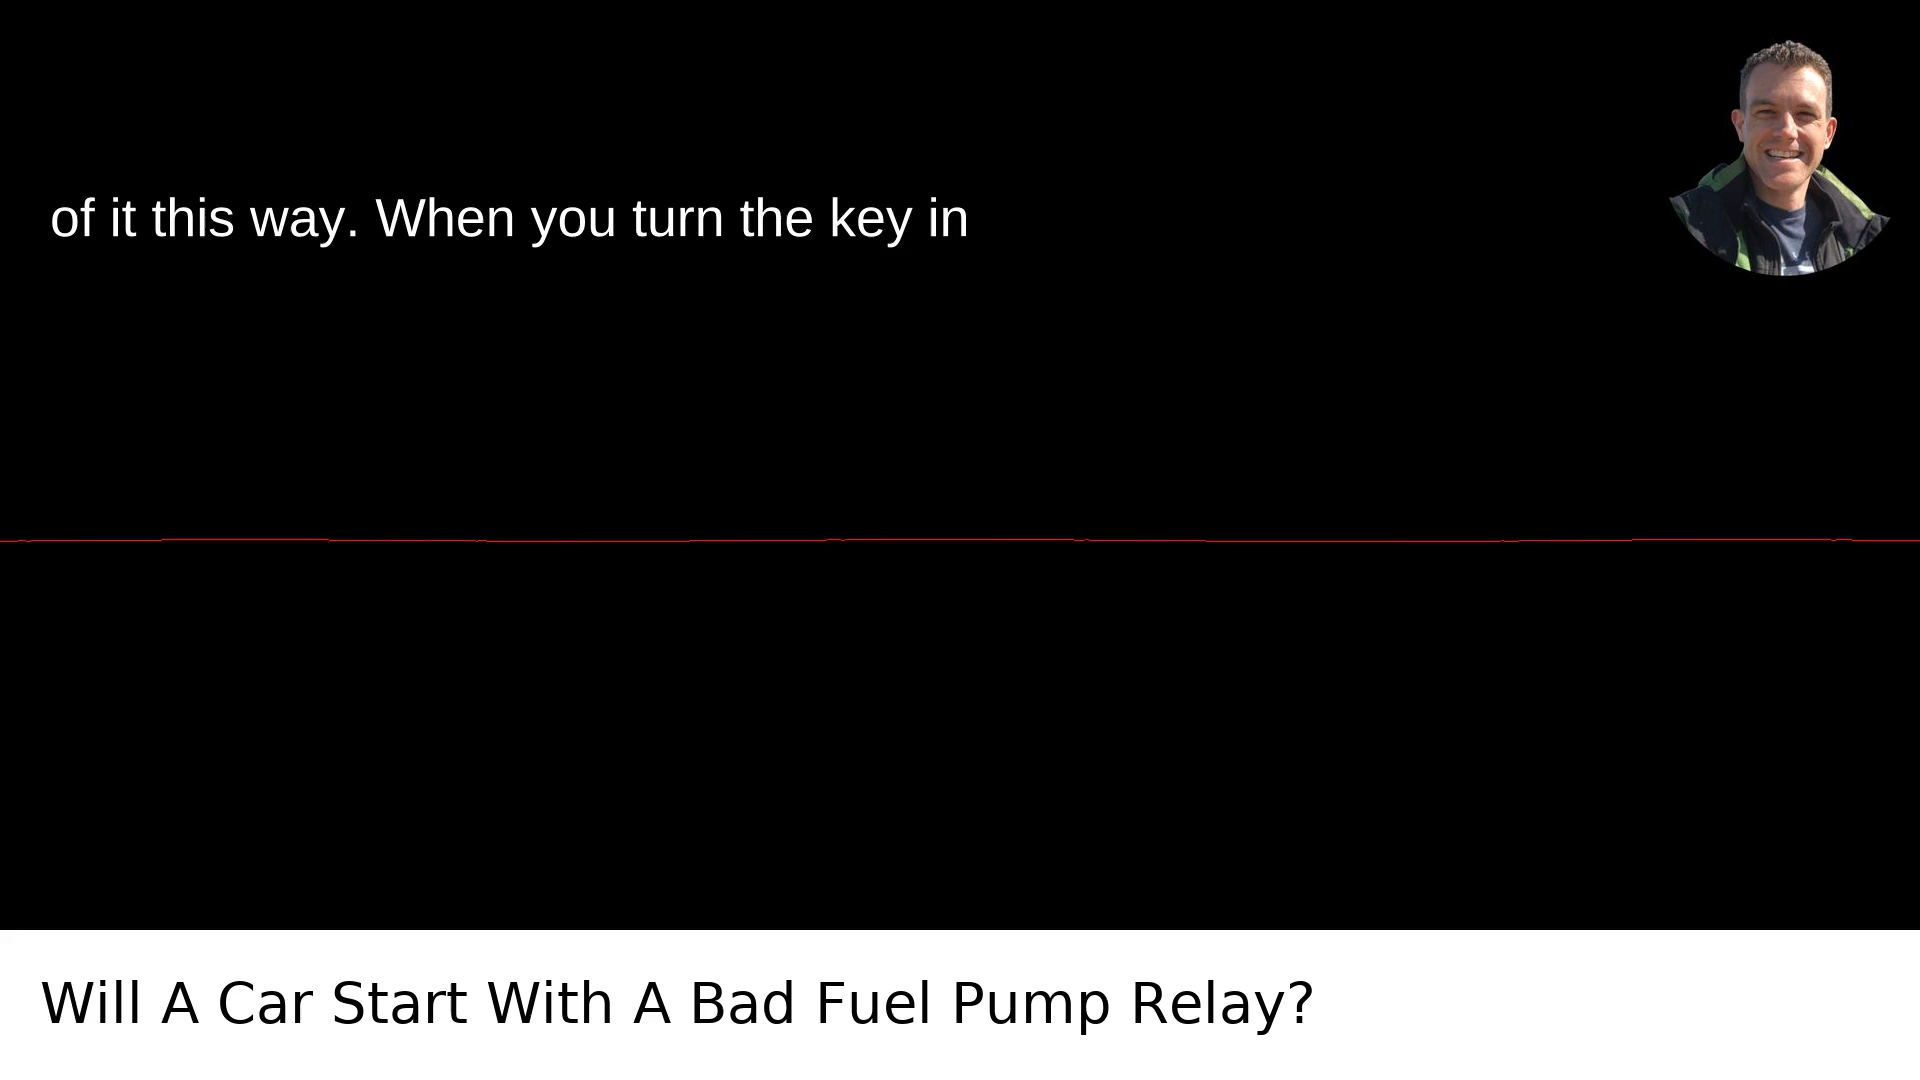 of it this way. When you turn the key in
Will A Car Start With A Bad Fuel Pump Relay?